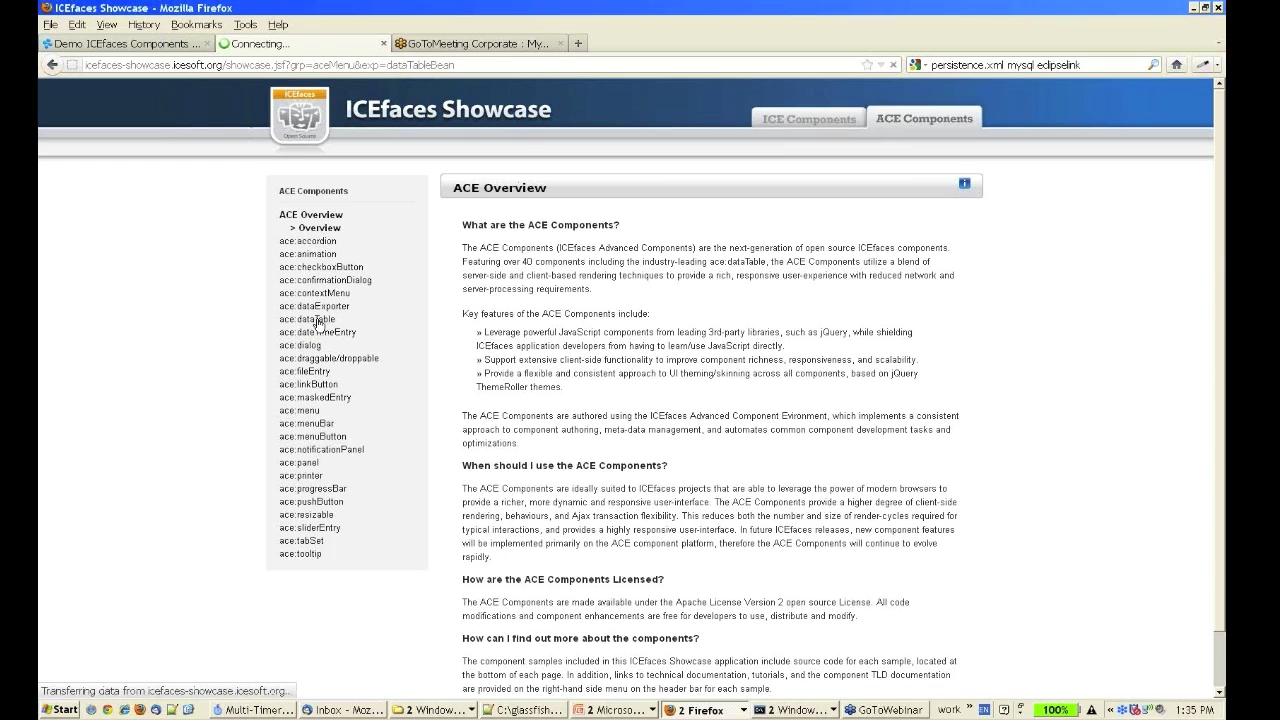 ICEfaces Showcase - Mozilla Firefox
File Edit View History Bookmarks Tools Help
Demo ICEfaces Components ... Connecting... GoToMeeting Corporate : My...
icefaces-showcase.icesoft.org/showcase.jsf?grp=aceMenu&exp=dataTableBean persistence.xml mysql eclipselink
ICEfaces
Open Source
ICEfaces Showcase
ICE Components ACE Components
ACE Components
ACE Overview
> Overview
ace:accordion
ace:animation
ace:checkboxButton
ace:confirmationDialog
ace:contextMenu
ace:dataExporter
ace:dataTable
ace:dateTimeEntry
ace:dialog
ace:draggable/droppable
ace:fileEntry
ace:linkButton
ace:maskedEntry
ace:menu
ace:menuBar
ace:menuButton
ace:notificationPanel
ace:panel
ace:printer
ace:progressBar
ace:pushButton
ace:resizable
ace:sliderEntry
ace:tabSet
ace:tooltip
ACE Overview
What are the ACE Components?
The ACE Components (ICEfaces Advanced Components) are the next-generation of open source ICEfaces components.
Featuring over 40 components including the industry-leading ace:dataTable, the ACE Components utilize a blend of
server-side and client-based rendering techniques to provide a rich, responsive user-experience with reduced network and
server-processing requirements.
Key features of the ACE Components include:
» Leverage powerful JavaScript components from leading 3rd-party libraries, such as jQuery, while shielding
ICEfaces application developers from having to learn/use JavaScript directly.
» Support extensive client-side functionality to improve component richness, responsiveness, and scalability.
» Provide a flexible and consistent approach to UI theming/skinning across all components, based on jQuery
ThemeRoller themes.
The ACE Components are authored using the ICEfaces Advanced Component Evironment, which implements a consistent
approach to component authoring, meta-data management, and automates common component development tasks and
optimizations.
When should I use the ACE Components?
The ACE Components are ideally suited to ICEfaces projects that are able to leverage the power of modern browsers to
provide a richer, more dynamic and responsive user-interface. The ACE Components provide a higher degree of client-side
rendering, behaviours, and Ajax transaction flexibility. This reduces both the number and size of render-cycles required for
typical interactions, and provides a highly responsive user-interface. In future ICEfaces releases, new component features
will be implemented primarily on the ACE component platform, therefore the ACE Components will continue to evolve
rapidly.
How are the ACE Components Licensed?
The ACE Components are made available under the Apache License Version 2 open source License. All code
modifications and component enhancements are free for developers to use, distribute and modify.
How can I find out more about the components?
The component samples included in this ICEfaces Showcase application include source code for each sample, located at
the bottom of each page. In addition, links to technical documentation, tutorials, and the component TLD documentation
are provided on the right-hand side menu on the header bar for each sample.
Transferring data from icefaces-showcase.icesoft.org...
Start Multi-Timer... Inbox - Moz... 2 Window... C:\glassfish... 2 Microso... 2 Firefox 2 Windows... GoToWebinar work » EN 100% 1:35 PM